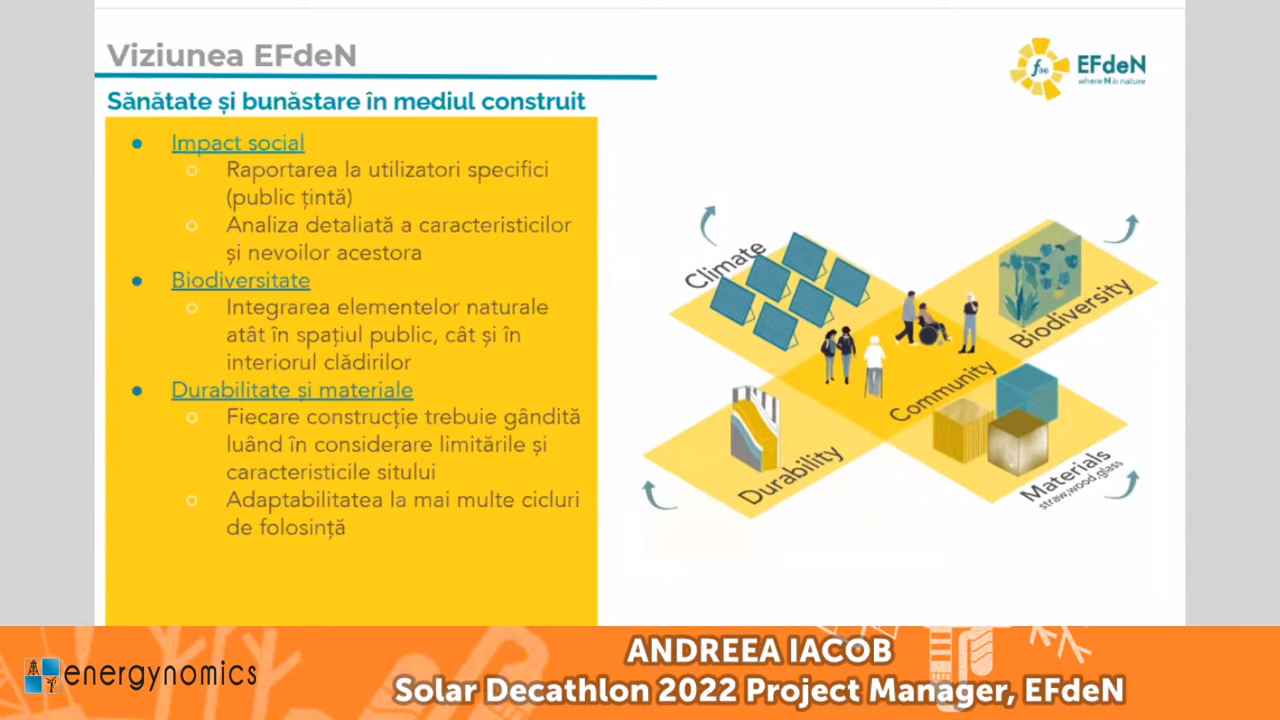 Viziunea EFdeN
EFdeN
where N is nature
Sănătate și bunăstare în mediul construit
Impact social
Raportarea la utilizatori specifici
(public țintă)
Analiza detaliată a caracteristicilor
și nevoilor acestora
Biodiversitate
Integrarea elementelor naturale
atât în spațiul public, cât și în
interiorul clădirilor
Durabilitate și materiale
Fiecare construcție trebuie gândită
luând în considerare limitările și
caracteristicile sitului
Adaptabilitatea la mai multe cicluri
de folosință
Climate
Biodiversity
Community
Durability
Materials
straw,wood,glass
energynomics
ANDREEA IACOB
Solar Decathlon 2022 Project Manager, EFdeN